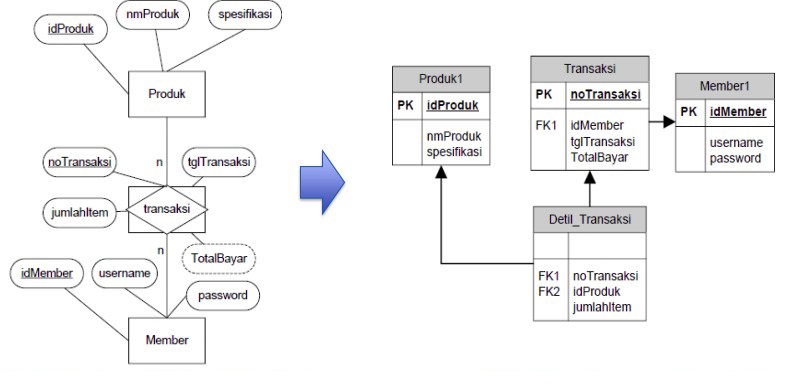 nmProduk
spesifikasi
idProduk
Produk
n
noTransaksi
tglTransaksi
jumlahItem
transaksi
n
TotalBayar
idMember
username
password
Member
Produk1
PK idProduk
nmProduk
spesifikasi
Transaksi
PK noTransaksi
FK1 idMember
tglTransaksi
TotalBayar
Member1
PK idMember
username
password
Detil_Transaksi
FK1 noTransaksi
FK2 idProduk
jumlahItem